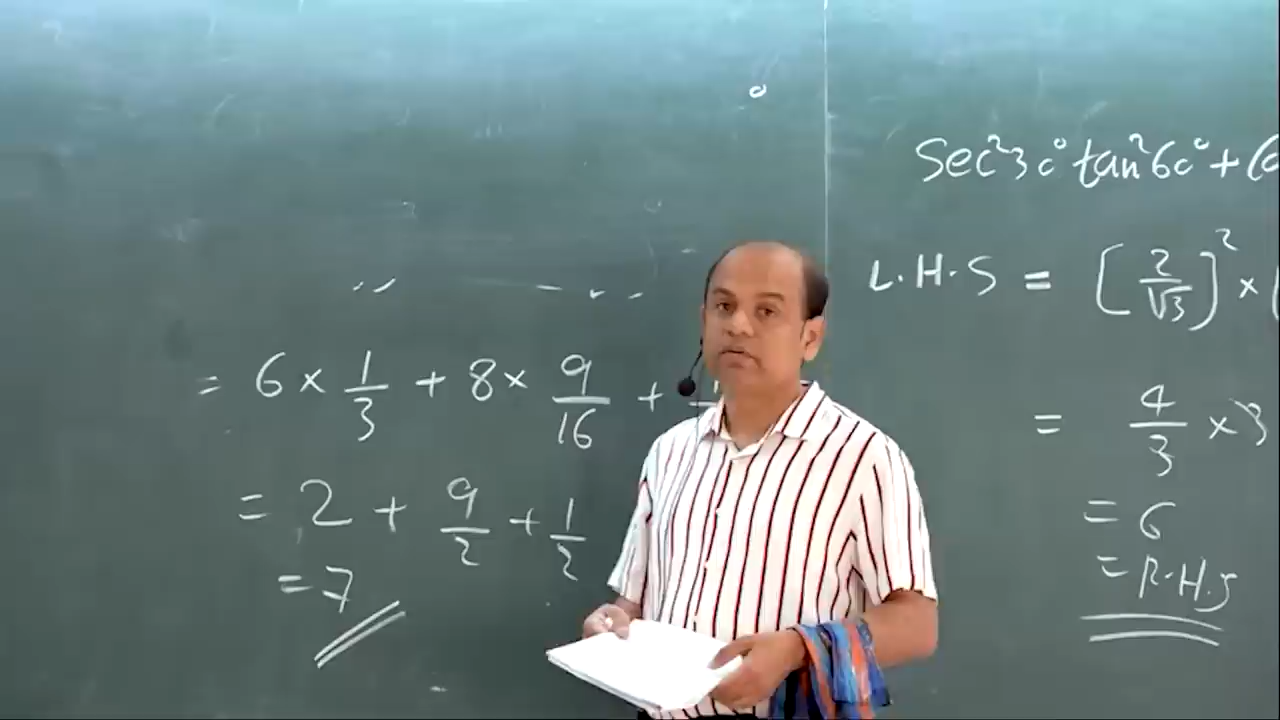 = 6 × 1/3 + 8 × 9/16 +
= 2 + 9/2 + 1/2
= 7
Sec²30° tan²60° +
L.H.S = [2/√3]² ×
= 4/3 × 3
= 6
= R.H.S